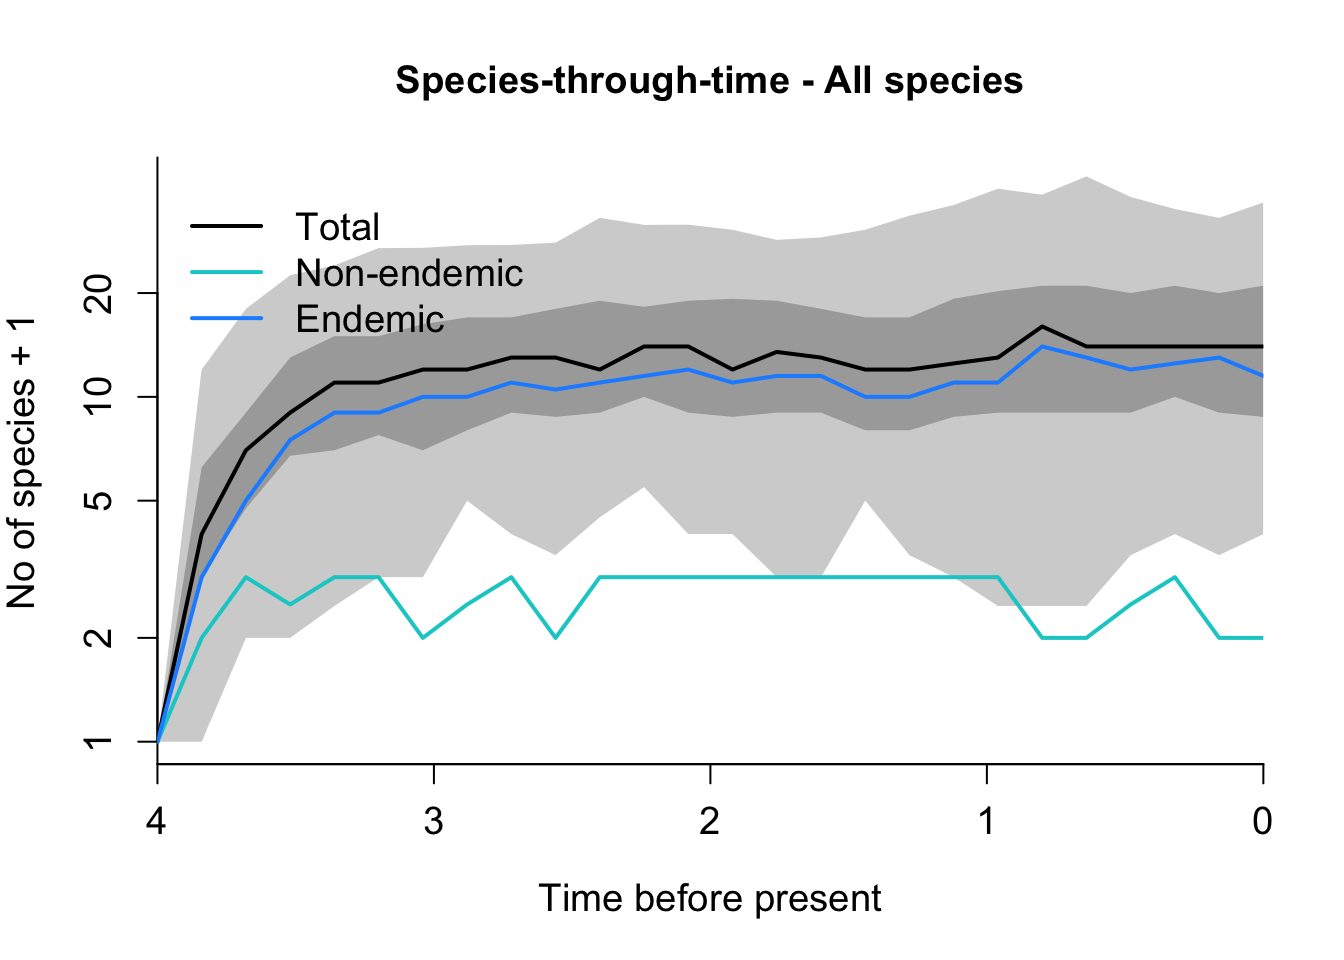 Species-through-time - All species
Total
Non-endemic
Endemic
No of species + 1
20
10
5
2
1
4 3 2 1 0
Time before present